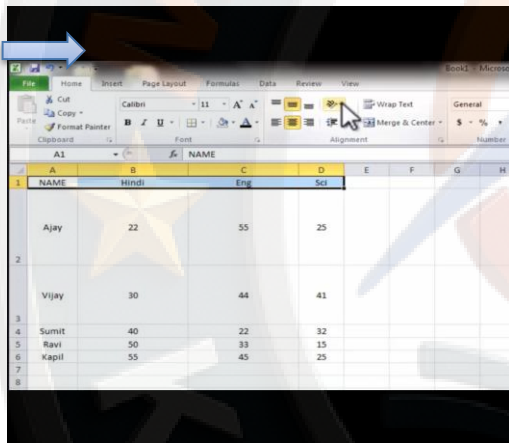 Book1 - Microso
File Home Insert Page Layout Formulas Data Review View
Cut
Copy
Format Painter
Paste
Calibri 11 A A
B I U A
Wrap Text
Merge & Center
General
$ %
Clipboard Font Alignment Number
A1 fx NAME
A B C D E F G H
1 NAME Hindi Eng Sci
2 Ajay 22 55 25
3 Vijay 30 44 41
4 Sumit 40 22 32
5 Ravi 50 33 15
6 Kapil 55 45 25
7
8